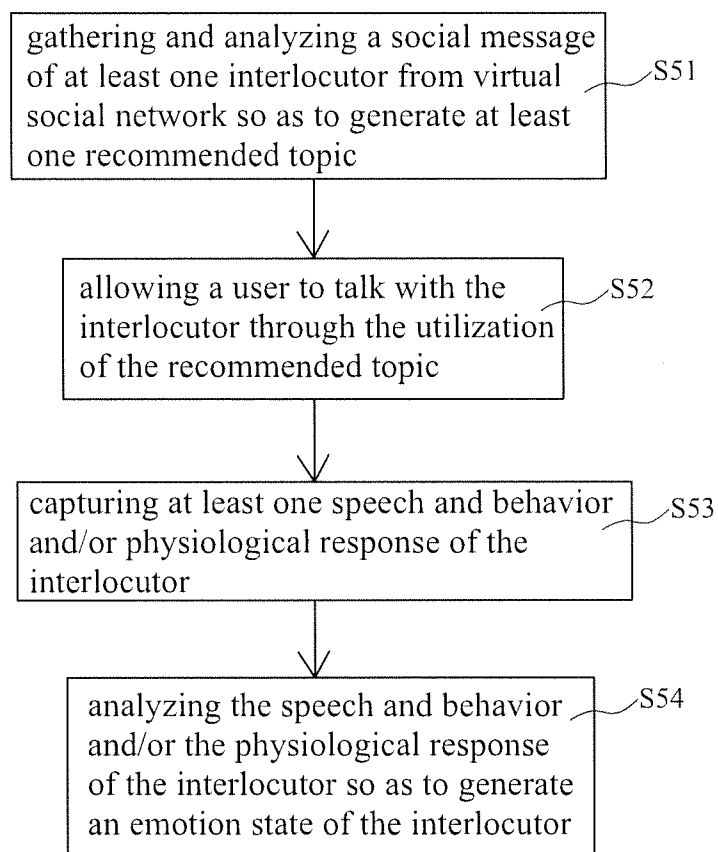 gathering and analyzing a social message
of at least one interlocutor from virtual
social network so as to generate at least
one recommended topic
S51
allowing a user to talk with the
interlocutor through the utilization
of the recommended topic
S52
capturing at least one speech and behavior
and/or physiological response of the
interlocutor
S53
analyzing the speech and behavior
and/or the physiological response
of the interlocutor so as to generate
an emotion state of the interlocutor
S54